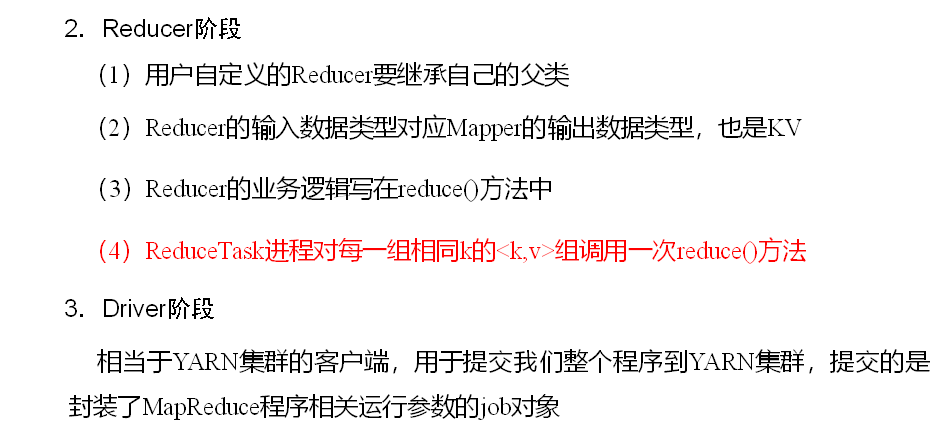 2. Reducer阶段
（1）用户自定义的Reducer要继承自己的父类
（2）Reducer的输入数据类型对应Mapper的输出数据类型，也是KV
（3）Reducer的业务逻辑写在reduce()方法中
（4）ReduceTask进程对每一组相同k的<k,v>组调用一次reduce()方法
3. Driver阶段
相当于YARN集群的客户端，用于提交我们整个程序到YARN集群，提交的是
封装了MapReduce程序相关运行参数的job对象